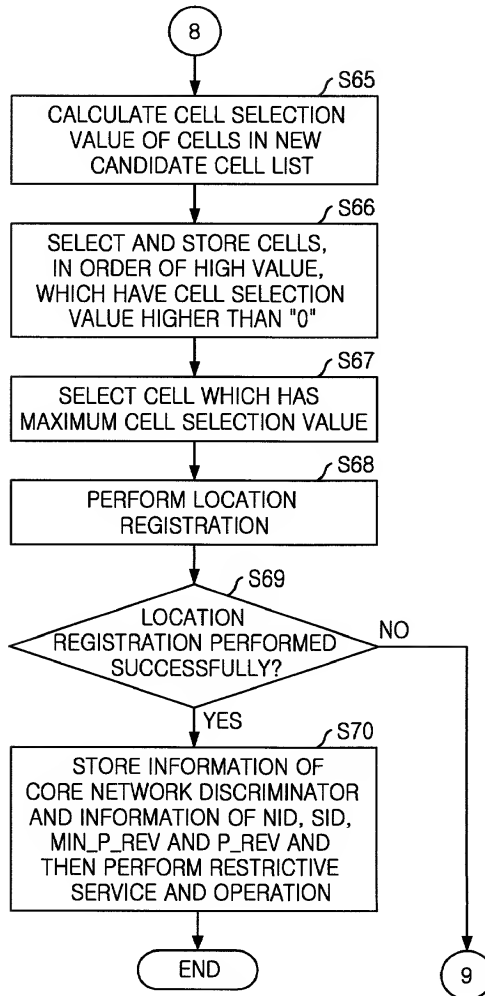 8
S65
CALCULATE CELL SELECTION
VALUE OF CELLS IN NEW
CANDIDATE CELL LIST
S66
SELECT AND STORE CELLS,
IN ORDER OF HIGH VALUE,
WHICH HAVE CELL SELECTION
VALUE HIGHER THAN "0"
S67
SELECT CELL WHICH HAS
MAXIMUM CELL SELECTION VALUE
S68
PERFORM LOCATION
REGISTRATION
S69
LOCATION
REGISTRATION PERFORMED
SUCCESSFULLY?
NO
YES
S70
STORE INFORMATION OF
CORE NETWORK DISCRIMINATOR
AND INFORMATION OF NID, SID,
MIN_P_REV AND P_REV AND
THEN PERFORM RESTRICTIVE
SERVICE AND OPERATION
END
9